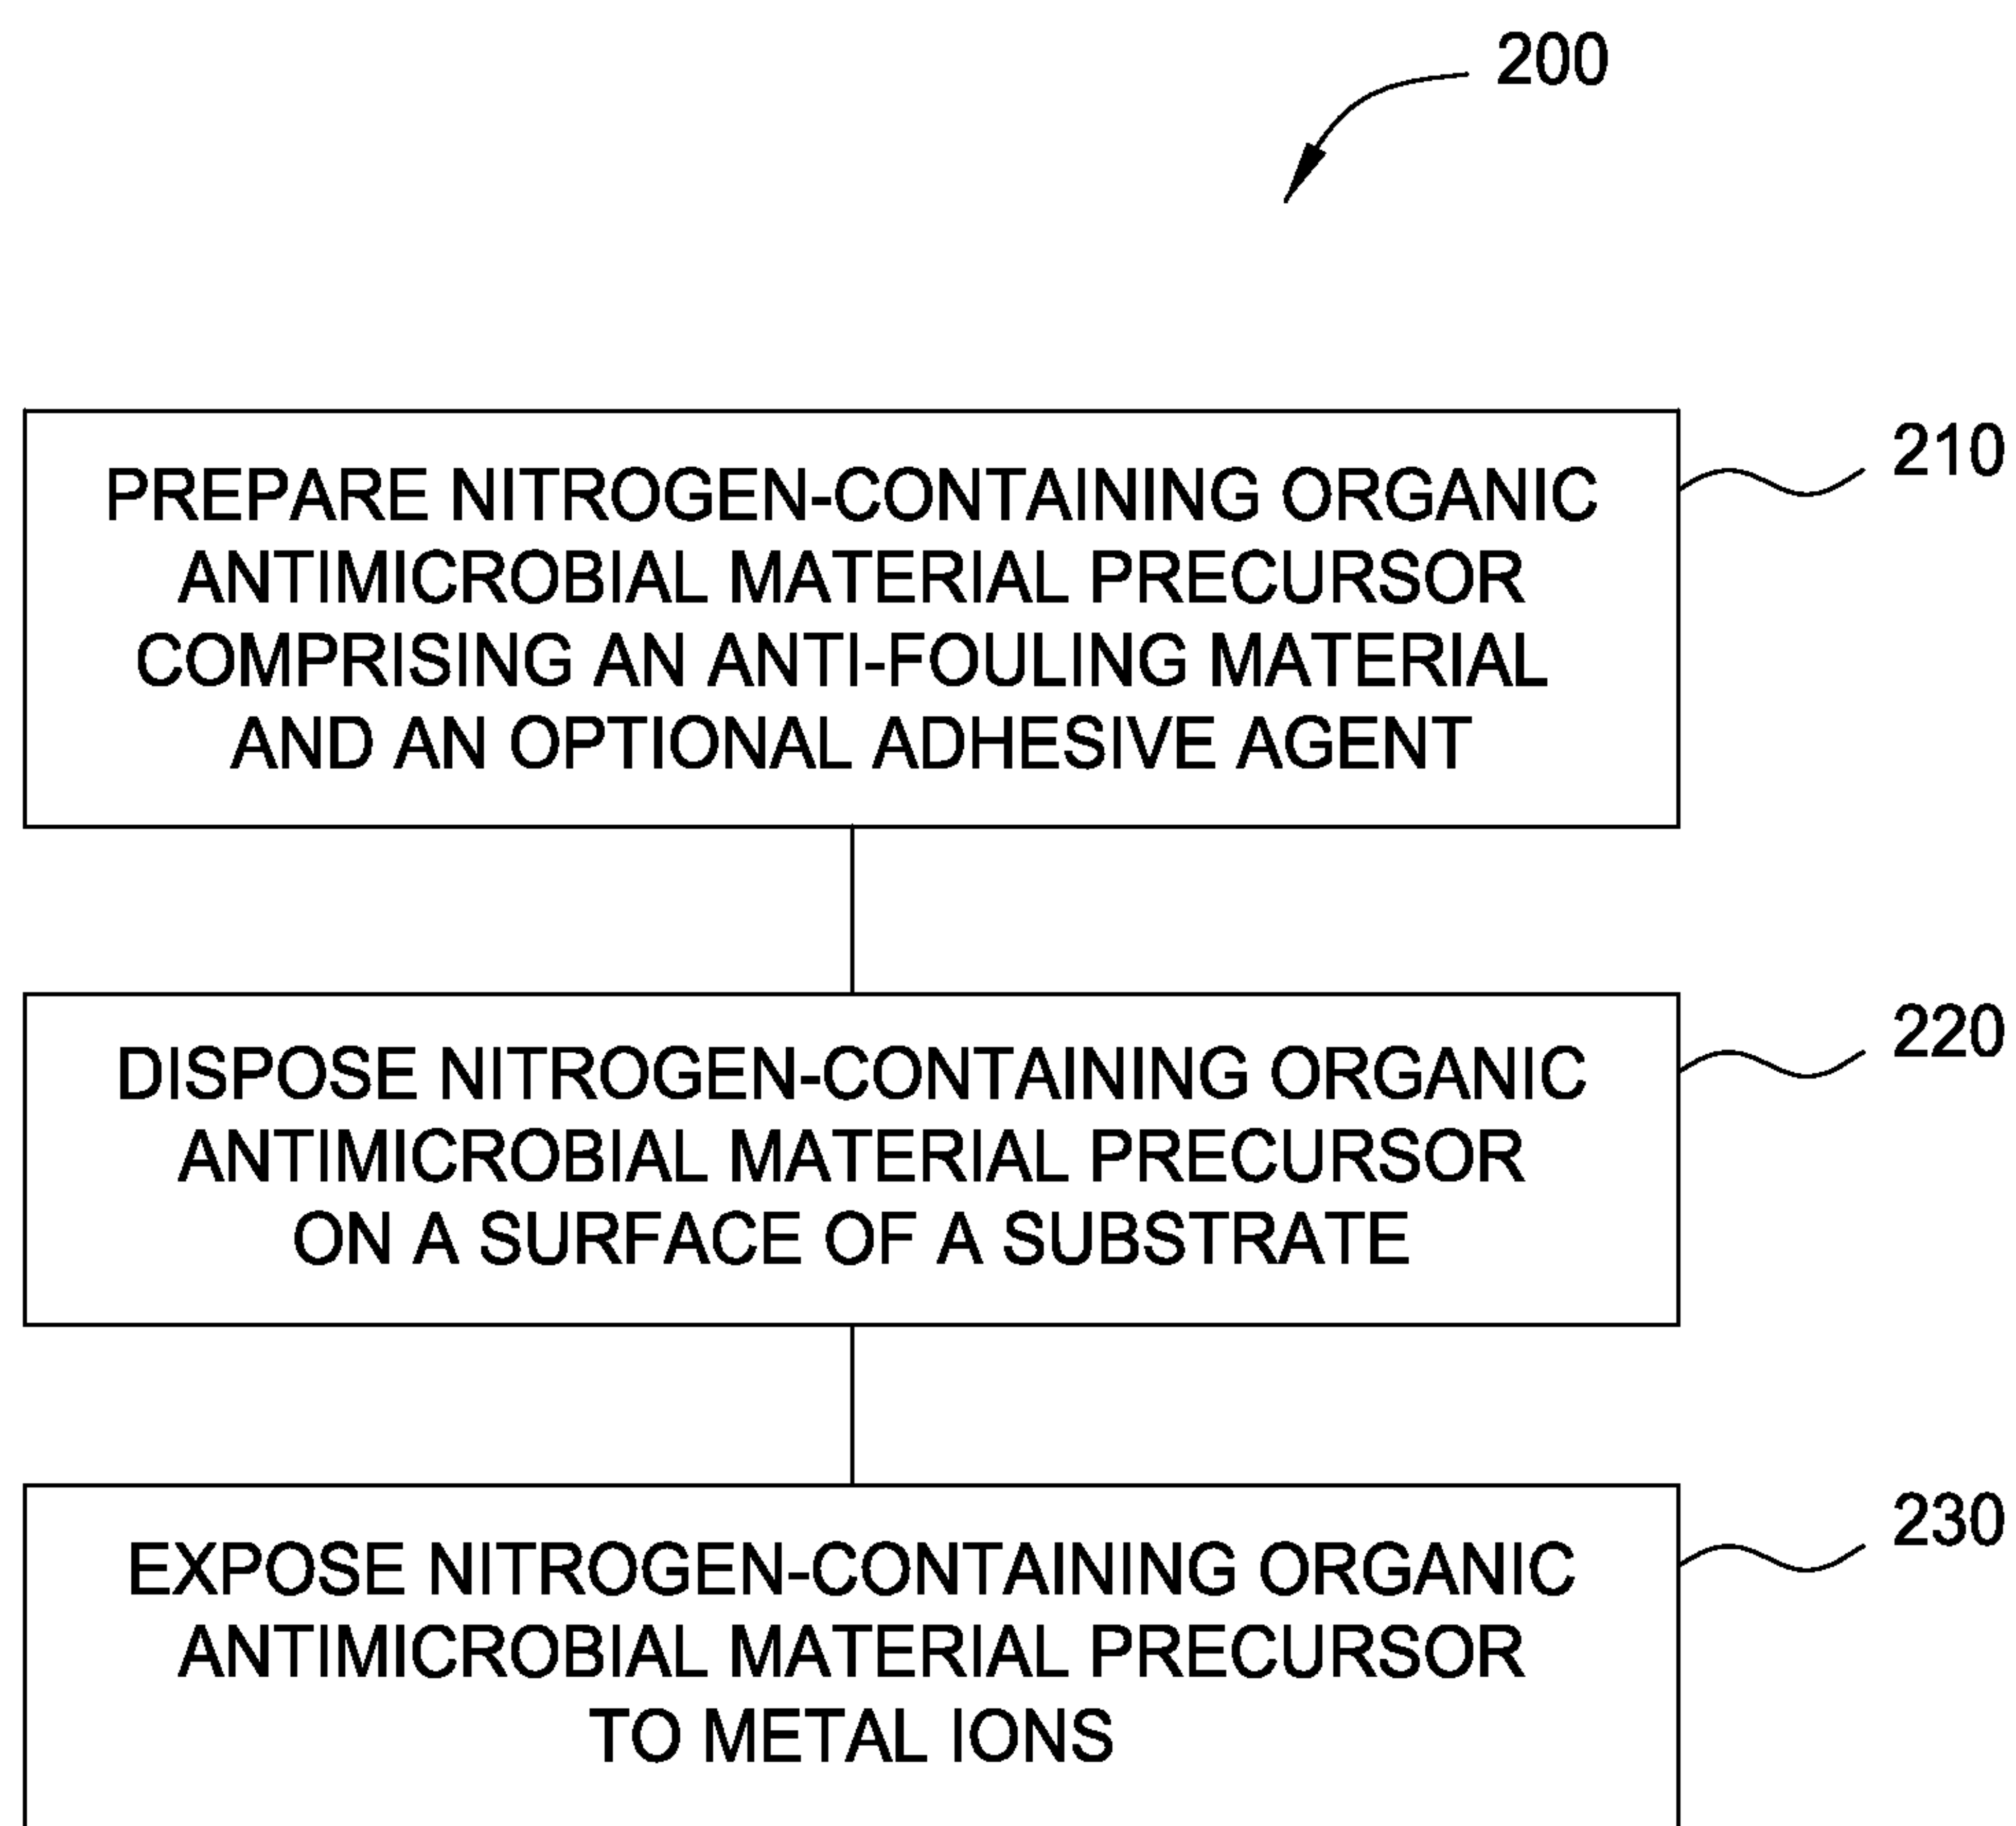 200
PREPARE NITROGEN-CONTAINING ORGANIC
ANTIMICROBIAL MATERIAL PRECURSOR
COMPRISING AN ANTI-FOULING MATERIAL
AND AN OPTIONAL ADHESIVE AGENT
210
DISPOSE NITROGEN-CONTAINING ORGANIC
ANTIMICROBIAL MATERIAL PRECURSOR
ON A SURFACE OF A SUBSTRATE
220
EXPOSE NITROGEN-CONTAINING ORGANIC
ANTIMICROBIAL MATERIAL PRECURSOR
TO METAL IONS
230